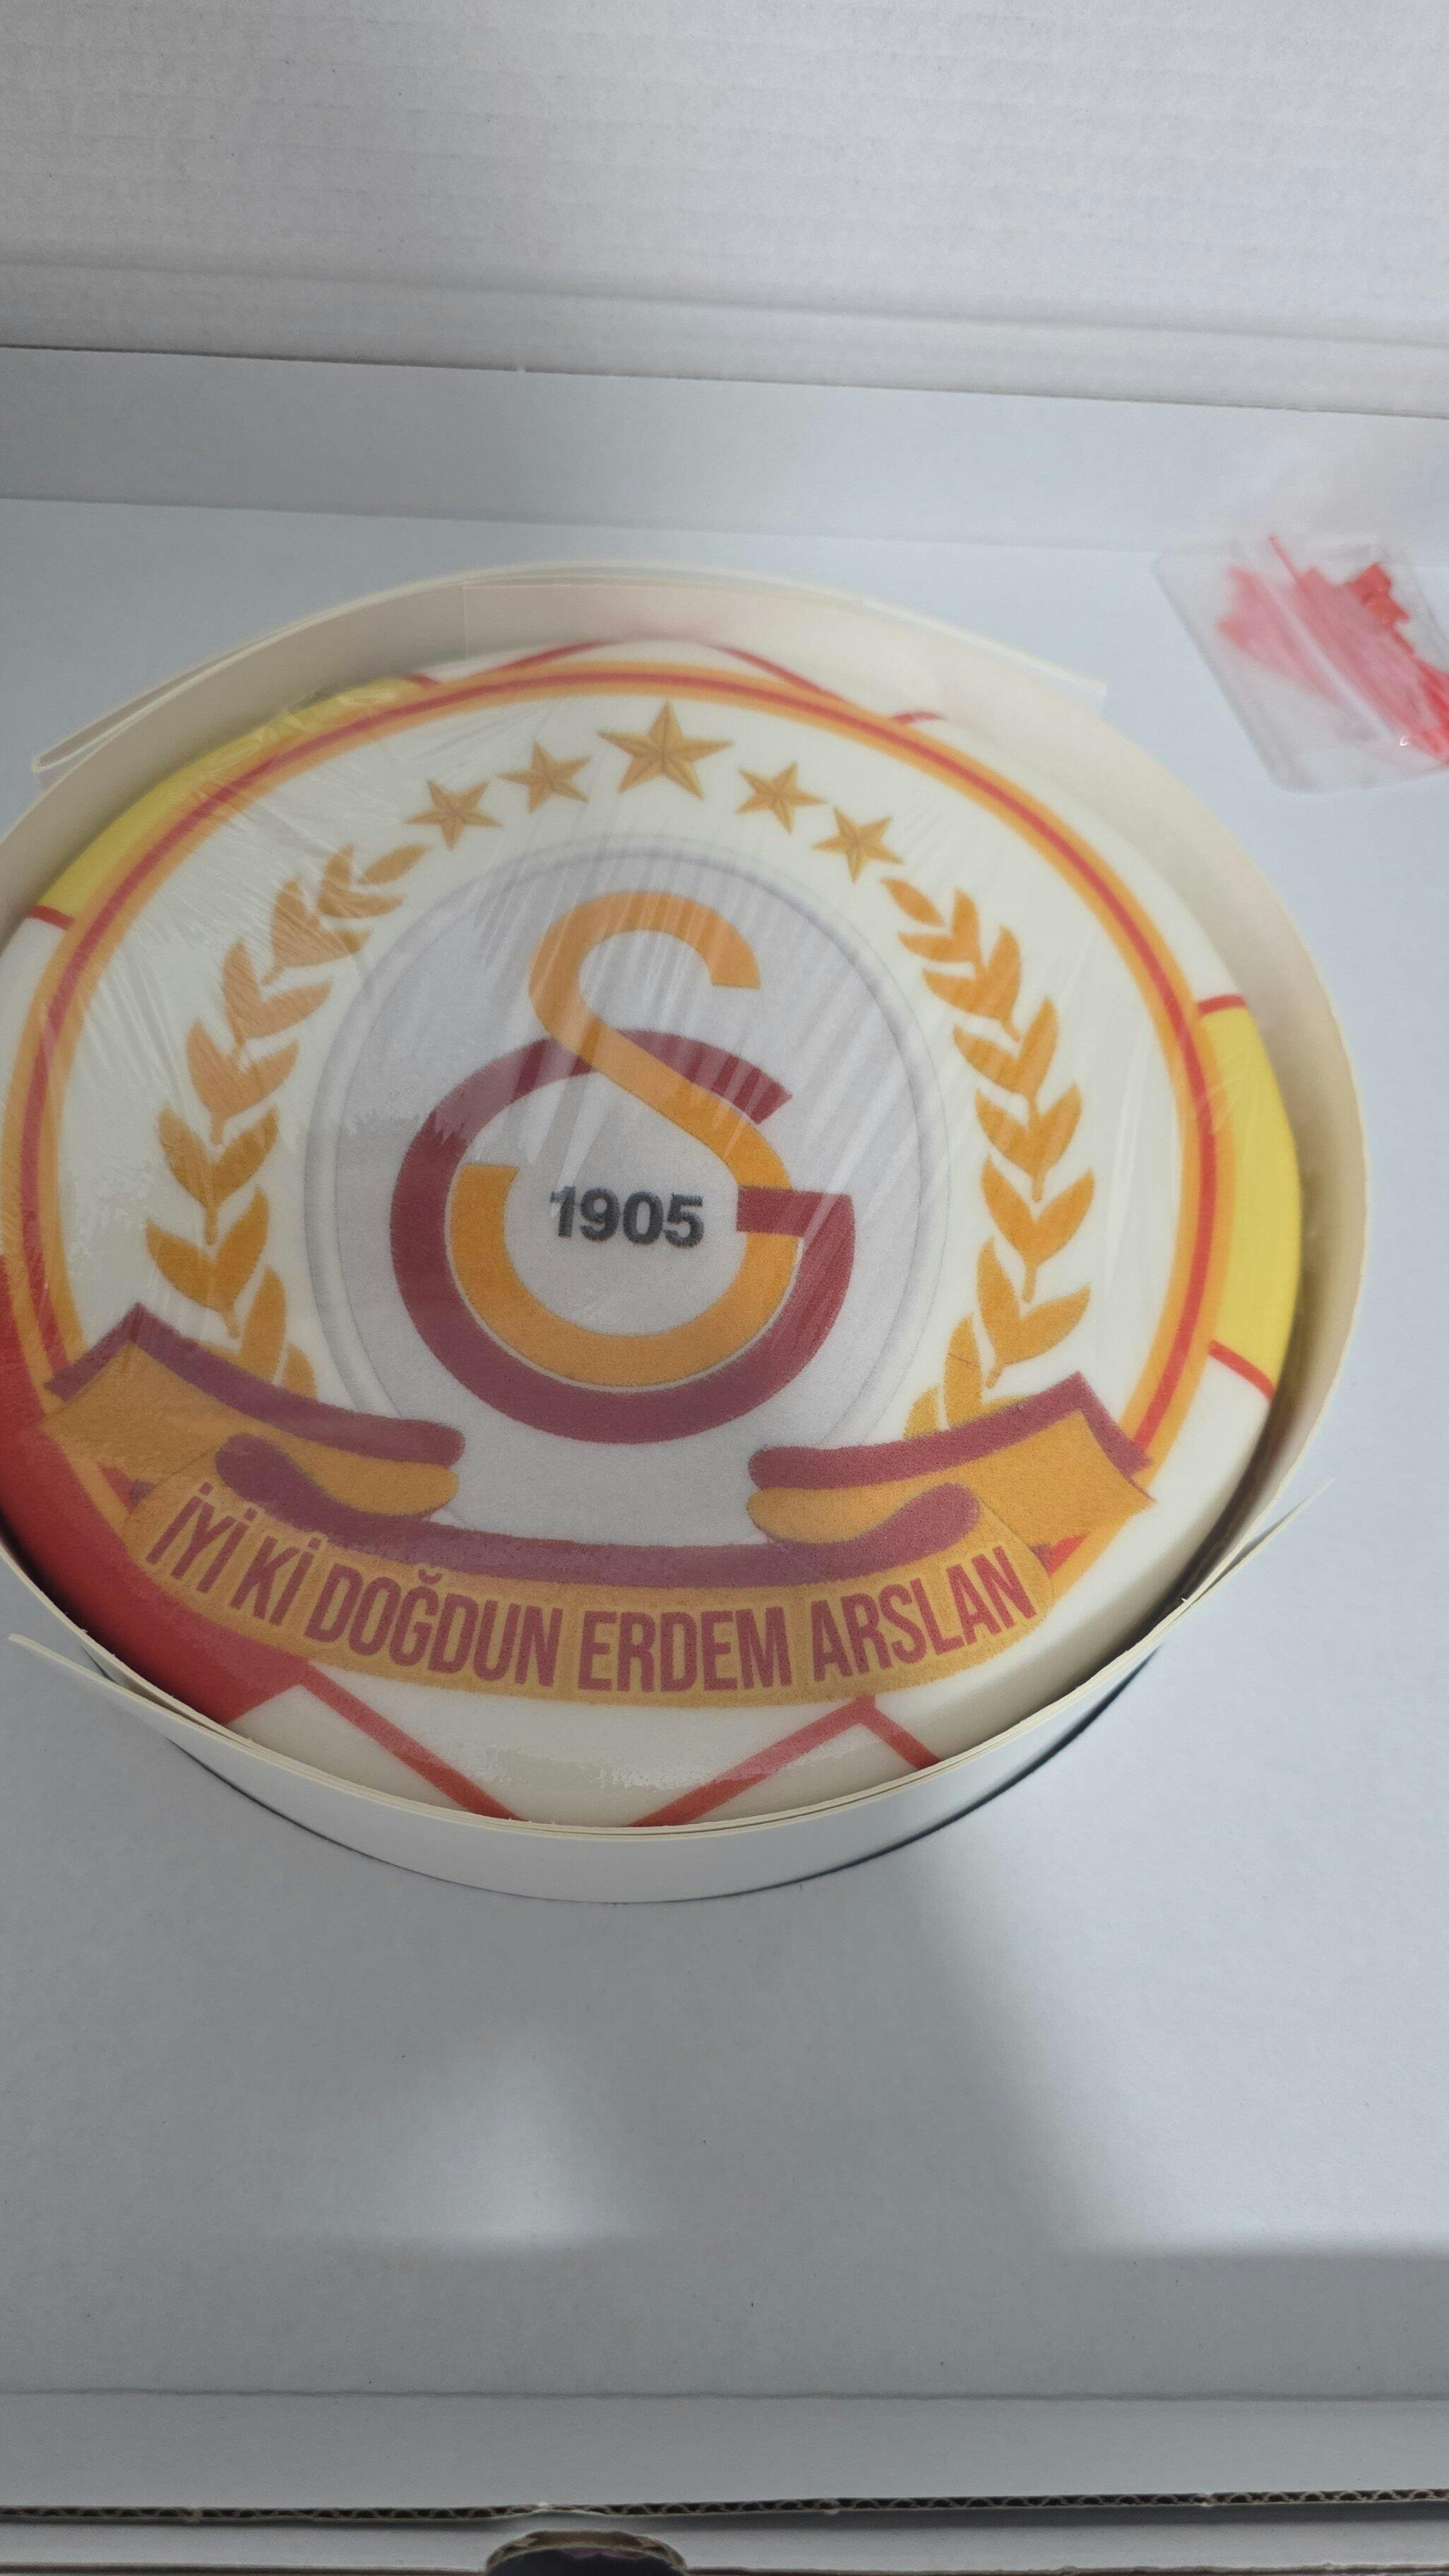 1905
İYİ Kİ DOĞDUN ERDEM ARSLAN